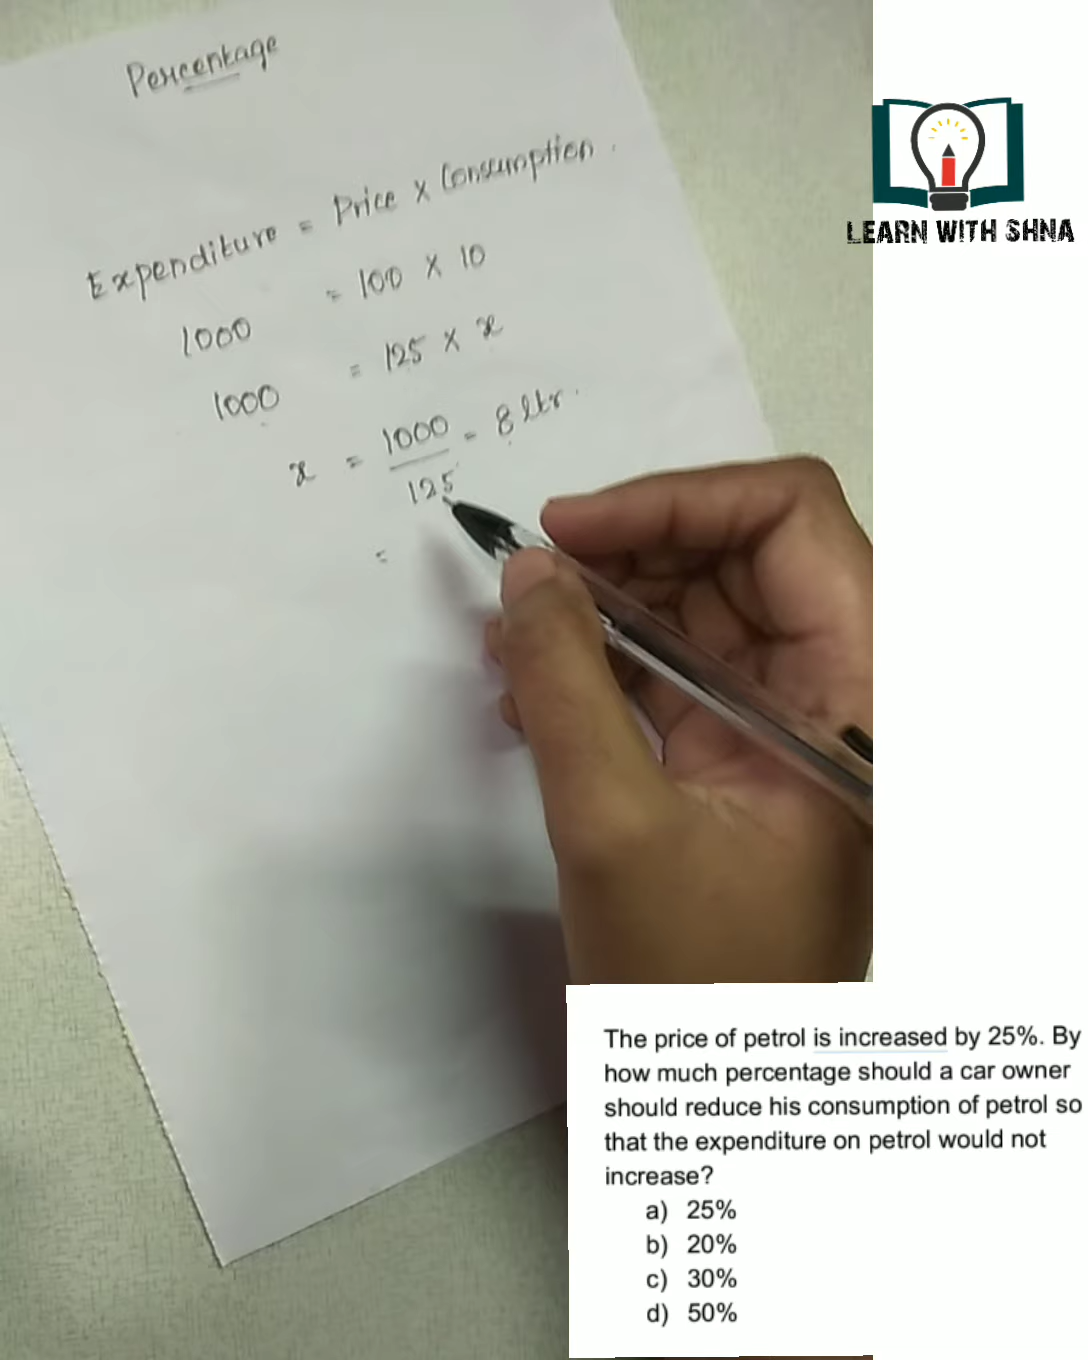 Percentage
Expenditure = Price x Consumption.
1000 = 100 x 10
1000 = 125 x x
x = 1000/125 = 8 ltr.
=
LEARN WITH SHNA
The price of petrol is increased by 25%. By
how much percentage should a car owner
should reduce his consumption of petrol so
that the expenditure on petrol would not
increase?
a) 25%
b) 20%
c) 30%
d) 50%